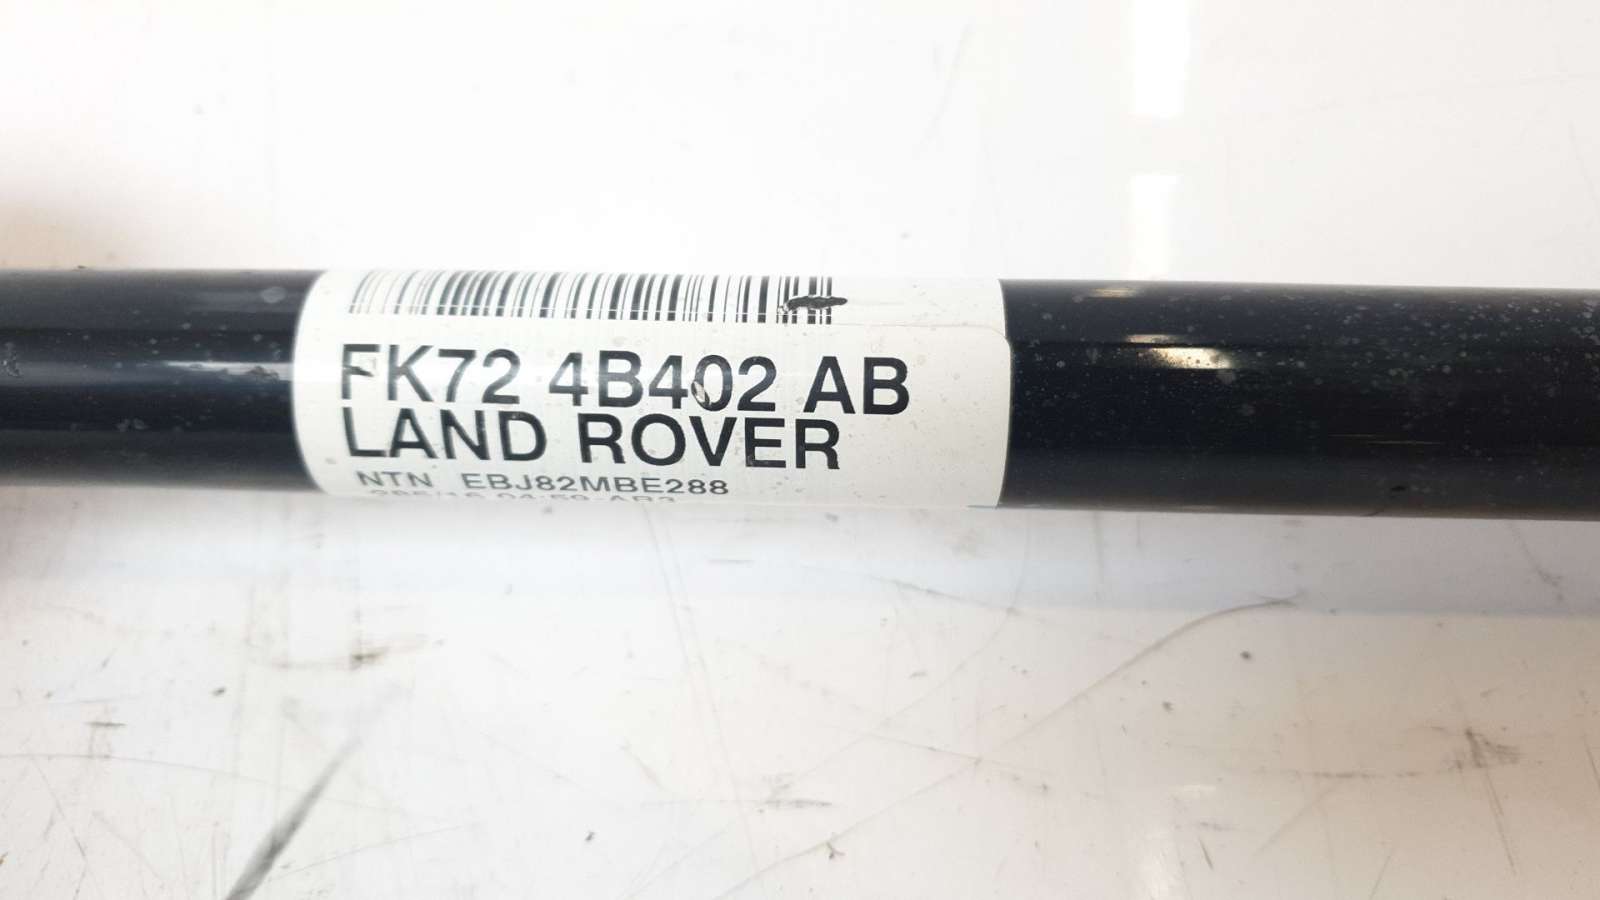 FK72 4B402 AB
LAND ROVER
NTN EBJ82MBE288